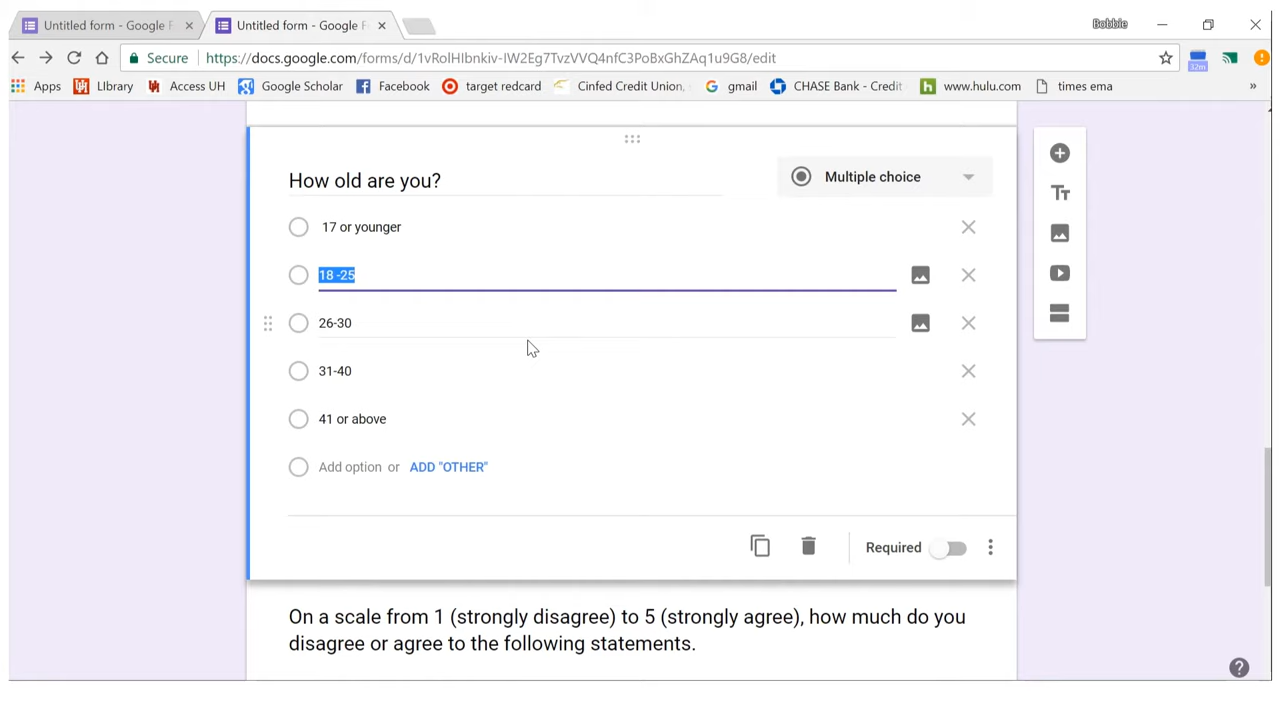 Untitled form - Google F
Untitled form - Google F
Bobbie
Secure
https://docs.google.com/forms/d/1vRolHIbnkiv-IW2Eg7TvzVVQ4nfC3PoBxGhZAq1u9G8/edit
32m
Apps
LIbrary
Access UH
Google Scholar
Facebook
target redcard
Cinfed Credit Union,
gmail
CHASE Bank - Credit
www.hulu.com
times ema
»
How old are you?
Multiple choice
17 or younger
18 -25
26-30
31-40
41 or above
Add option or ADD "OTHER"
Required
On a scale from 1 (strongly disagree) to 5 (strongly agree), how much do you
disagree or agree to the following statements.